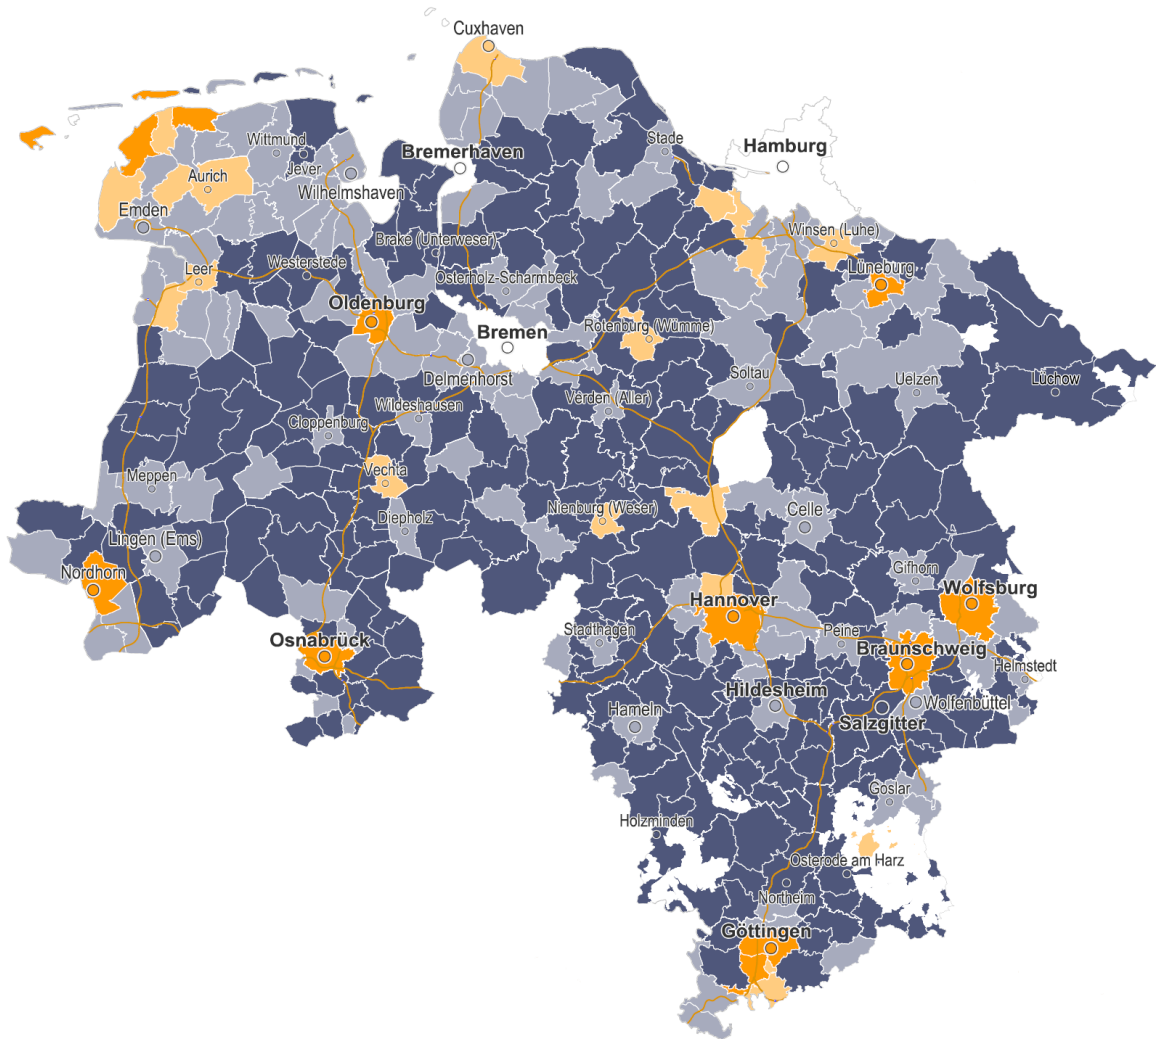 Cuxhaven
Hamburg
Stade
Wittmund
Bremerhaven
Jever
Aurich
Wilhelmshaven
Emden
Winsen (Luhe)
Brake (Unterweser)
Westerstede
Leer
Lüneburg
Osterholz-Scharmbeck
Oldenburg
Rotenburg (Wümme)
Bremen
Soltau
Delmenhorst
Uelzen
Lüchow
Verden (Aller)
Wildeshausen
Cloppenburg
Vechta
Meppen
Nienburg (Weser)
Celle
Diepholz
Lingen (Ems)
Gifhorn
Nordhorn
Wolfsburg
Hannover
Stadthagen
Peine
Osnabrück
Braunschweig
Helmstedt
Hildesheim
Wolfenbüttel
Hameln
Salzgitter
Goslar
Holzminden
Osterode am Harz
Northeim
Göttingen